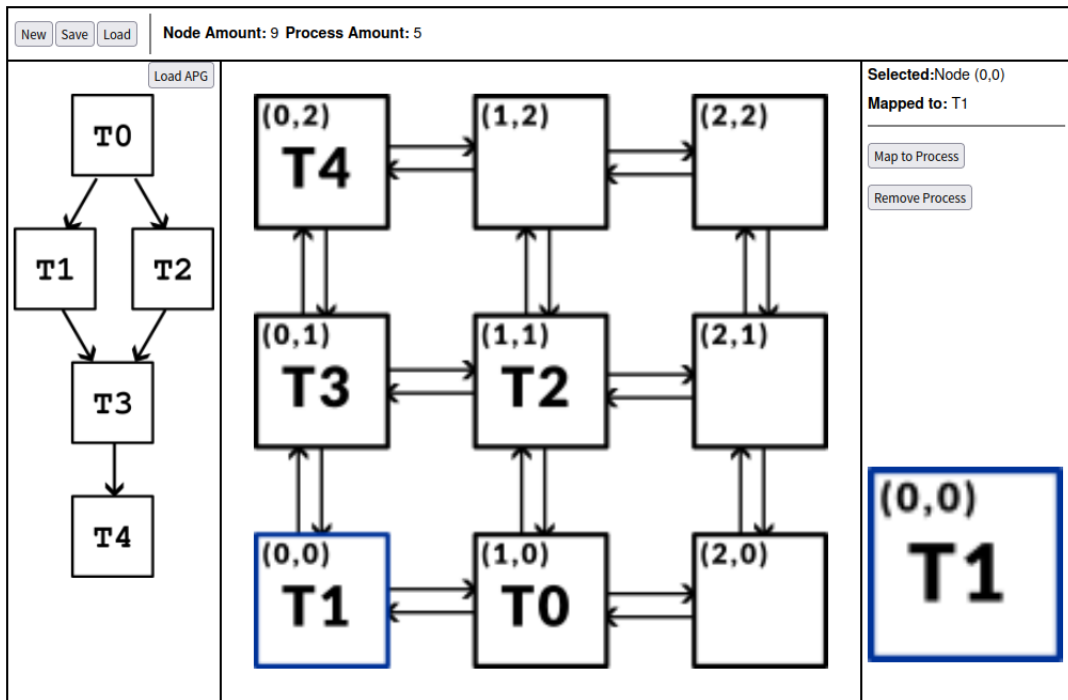 New Save Load Node Amount: 9 Process Amount: 5
Load APG
T0
T1 T2
T3
T4
(0,2) (1,2) (2,2)
T4
(0,1) (1,1) (2,1)
T3 T2
(0,0) (1,0) (2,0)
T1 T0
Selected:Node (0,0)
Mapped to: T1
Map to Process
Remove Process
(0,0)
T1